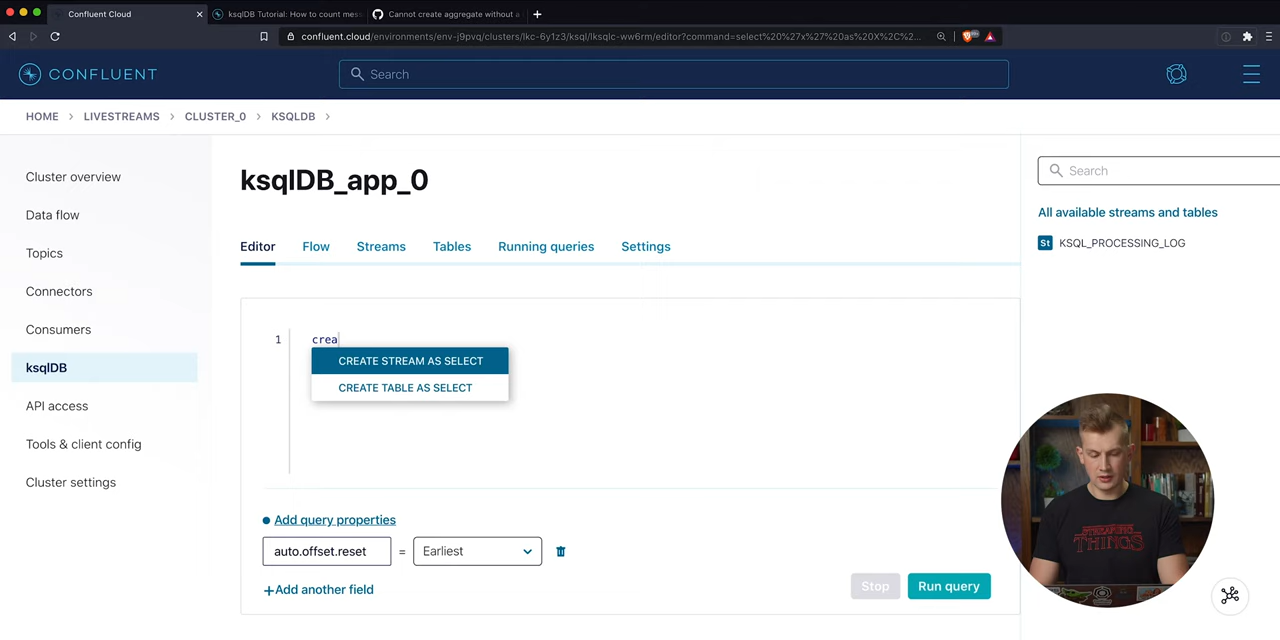 Confluent Cloud
ksqlDB Tutorial: How to count mess
Cannot create aggregate without a
confluent.cloud/environments/env-j9pvq/clusters/lkc-6y1z3/ksql/lksqlc-ww6rm/editor?command=select%20%27x%27%20as%20X%2C%2...
CONFLUENT
Search
HOME > LIVESTREAMS > CLUSTER_0 > KSQLDB >
Cluster overview
Data flow
Topics
Connectors
Consumers
ksqlDB
API access
Tools & client config
Cluster settings
ksqlDB_app_0
Editor Flow Streams Tables Running queries Settings
1 crea
CREATE STREAM AS SELECT
CREATE TABLE AS SELECT
Add query properties
auto.offset.reset = Earliest
+Add another field
Stop Run query
Search
All available streams and tables
St KSQL_PROCESSING_LOG
STREAMING
THINGS